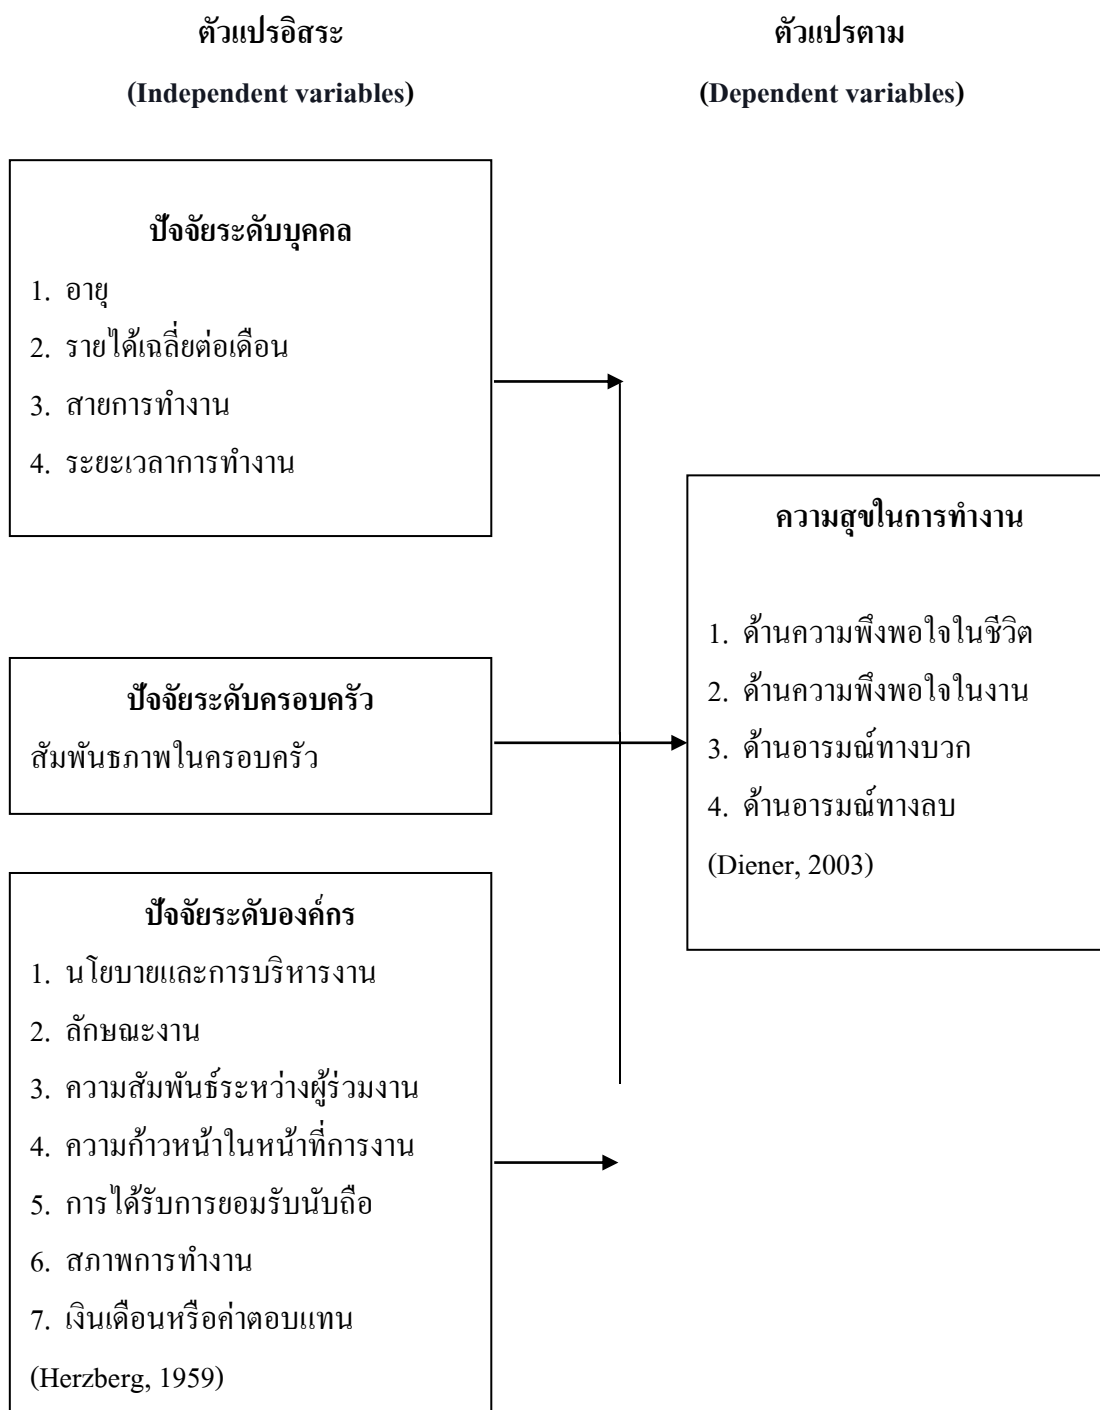 ตัวแปรอิสระ
(Independent variables)
ตัวแปรตาม
(Dependent variables)
ปัจจัยระดับบุคคล
1. อายุ
2. รายได้เฉลี่ยต่อเดือน
3. สายการทำงาน
4. ระยะเวลาการทำงาน
ปัจจัยระดับครอบครัว
สัมพันธภาพในครอบครัว
ปัจจัยระดับองค์กร
1. นโยบายและการบริหารงาน
2. ลักษณะงาน
3. ความสัมพันธ์ระหว่างผู้ร่วมงาน
4. ความก้าวหน้าในหน้าที่การงาน
5. การได้รับการยอมรับนับถือ
6. สภาพการทำงาน
7. เงินเดือนหรือค่าตอบแทน
(Herzberg, 1959)
ความสุขในการทำงาน
1. ด้านความพึงพอใจในชีวิต
2. ด้านความพึงพอใจในงาน
3. ด้านอารมณ์ทางบวก
4. ด้านอารมณ์ทางลบ
(Diener, 2003)